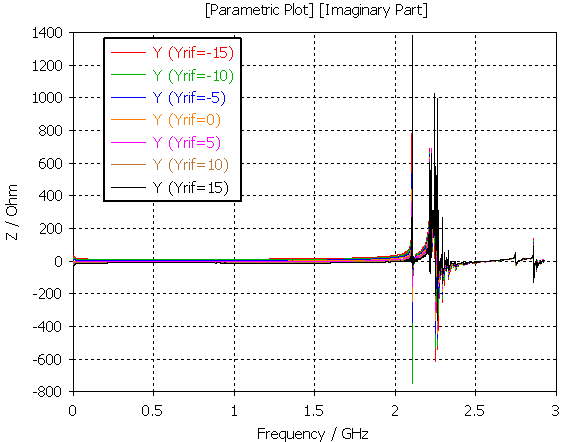 [Parametric Plot] [Imaginary Part]
1400
1200
1000
800
600
400
200
0
-200
-400
-600
-800
Z / Ohm
Y (Yrif=-15)
Y (Yrif=-10)
Y (Yrif=-5)
Y (Yrif=0)
Y (Yrif=5)
Y (Yrif=10)
Y (Yrif=15)
0 0.5 1 1.5 2 2.5 3
Frequency / GHz